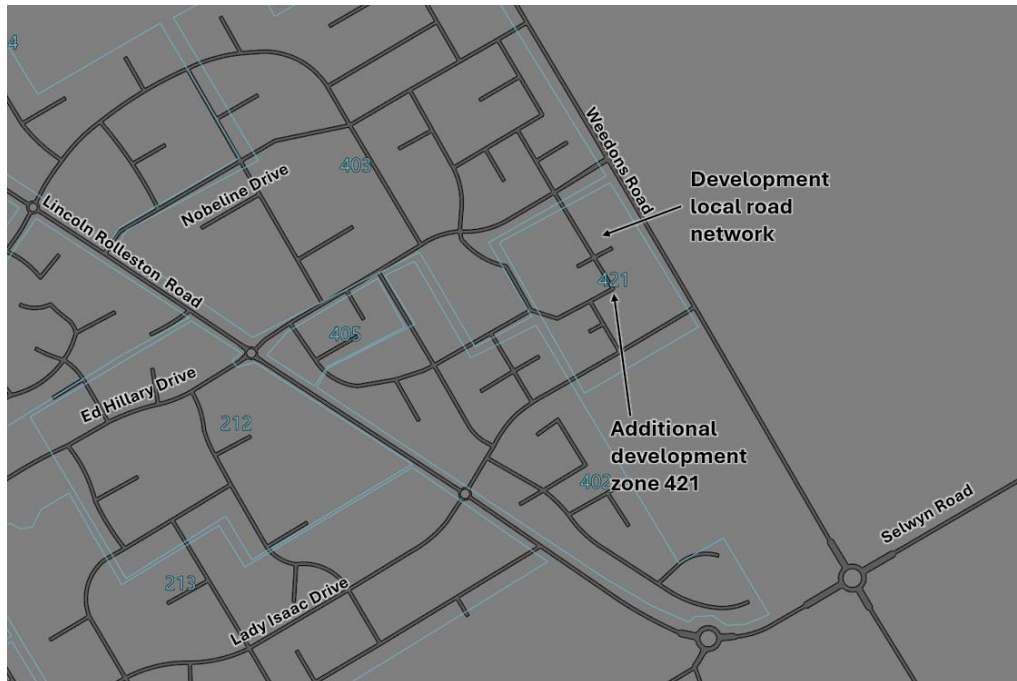 4
Weedons Road
403
Nobeline Drive
Development
local road
network
Lincoln Rolleston Road
421
405
Ed Hillary Drive
212
Additional
development
zone 421
402
Selwyn Road
213
Lady Isaac Drive